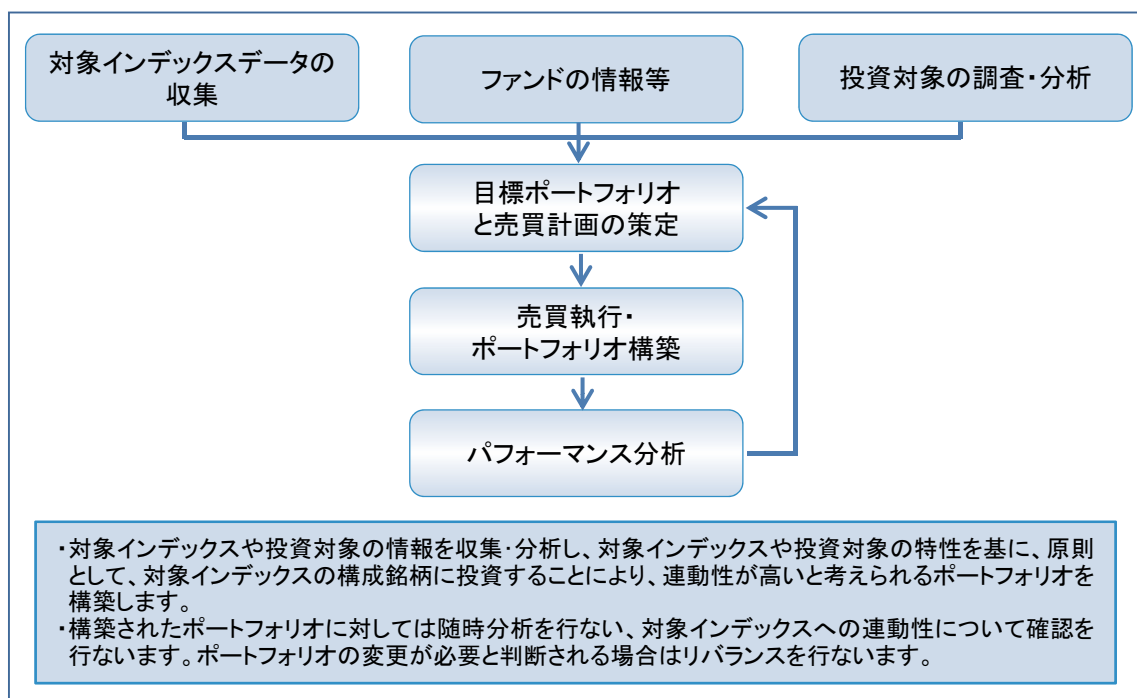 対象インデックスデータの
収集
ファンドの情報等
投資対象の調査・分析
目標ポートフォリオ
と売買計画の策定
売買執行・
ポートフォリオ構築
パフォーマンス分析
・対象インデックスや投資対象の情報を収集・分析し、対象インデックスや投資対象の特性を基に、原則
として、対象インデックスの構成銘柄に投資することにより、連動性が高いと考えられるポートフォリオを
構築します。
・構築されたポートフォリオに対しては随時分析を行ない、対象インデックスへの連動性について確認を
行ないます。ポートフォリオの変更が必要と判断される場合はリバランスを行ないます。